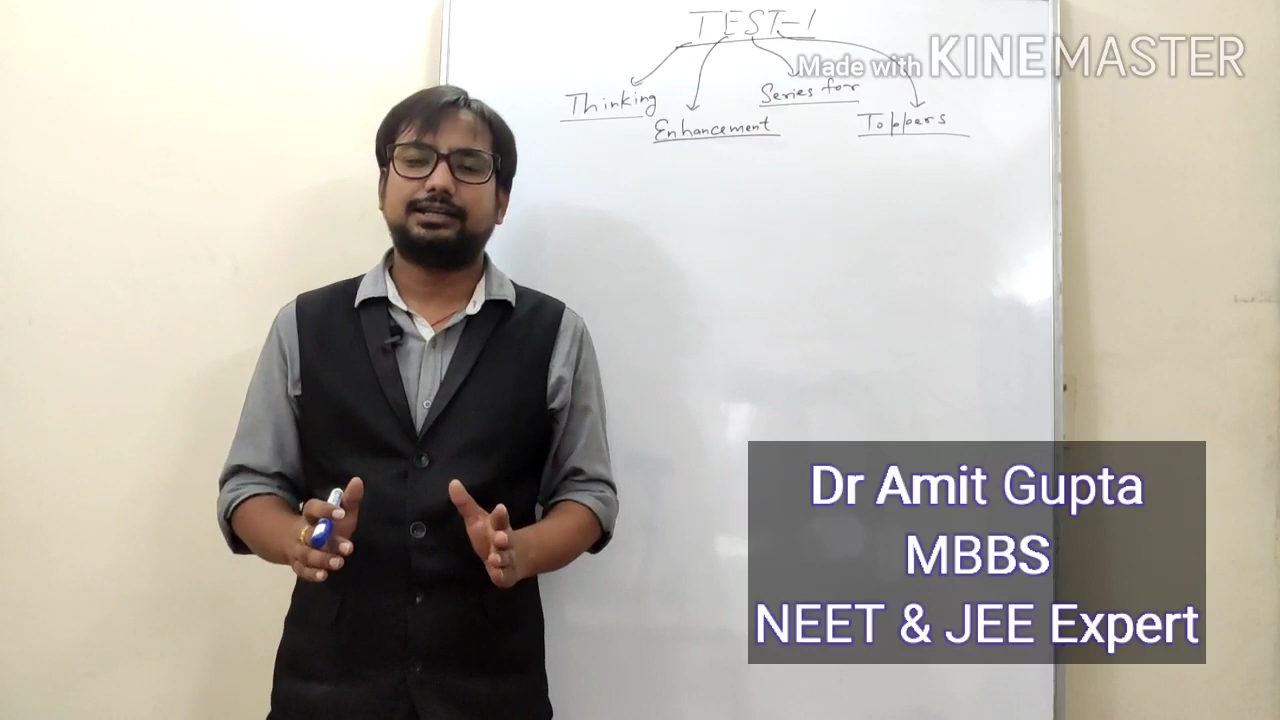 TEST-1
Made with KINEMASTER
Thinking
Series for
Enhancement
Toppers
Dr Amit Gupta
MBBS
NEET & JEE Expert